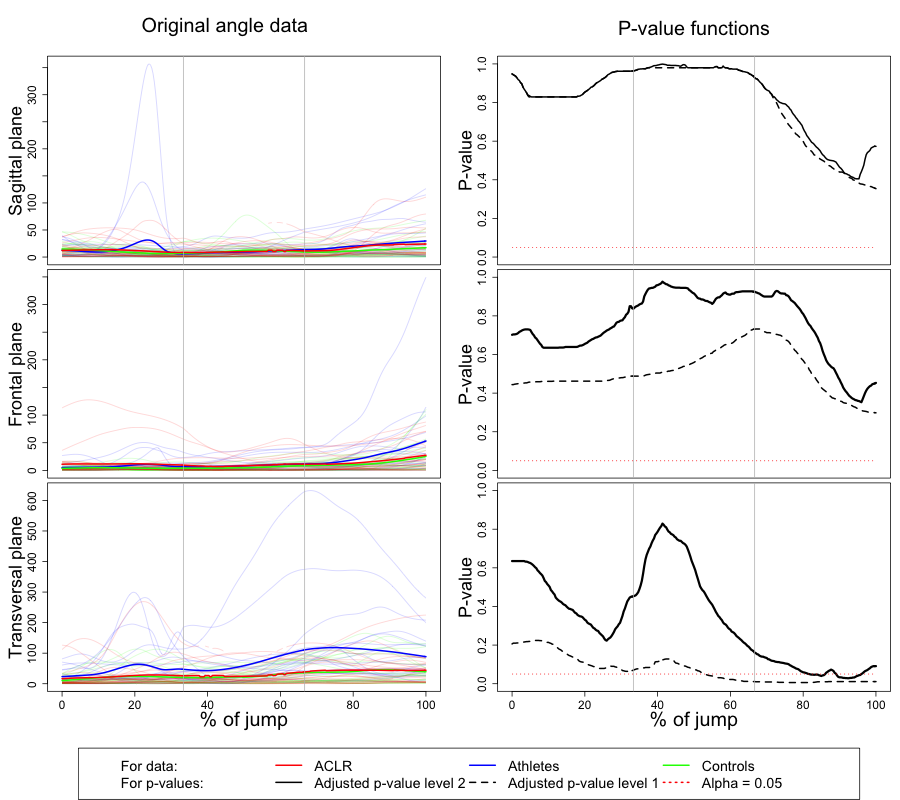 Original angle data
P-value functions
Sagittal plane
0 50 100 200 300
P-value
0.0 0.2 0.4 0.6 0.8 1.0
Frontal plane
0 50 100 200 300
P-value
0.0 0.2 0.4 0.6 0.8 1.0
Transversal plane
0 100 200 300 400 500 600
P-value
0.0 0.2 0.4 0.6 0.8 1.0
0 20 40 60 80 100
0 20 40 60 80 100
% of jump
% of jump
For data: ACLR Athletes Controls
For p-values: Adjusted p-value level 2 Adjusted p-value level 1 Alpha = 0.05